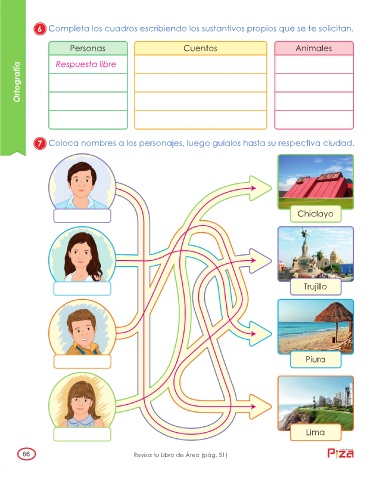 6 Completa los cuadros escribiendo los sustantivos propios que se te solicitan.
Personas
Cuentos
Animales
Respuesta libre
Ortografía
7 Coloca nombres a los personajes, luego guíalos hasta su respectiva ciudad.
Chiclayo
Trujillo
Piura
Lima
66
Revisa tu Libro de Área (pág. 51)
Piza